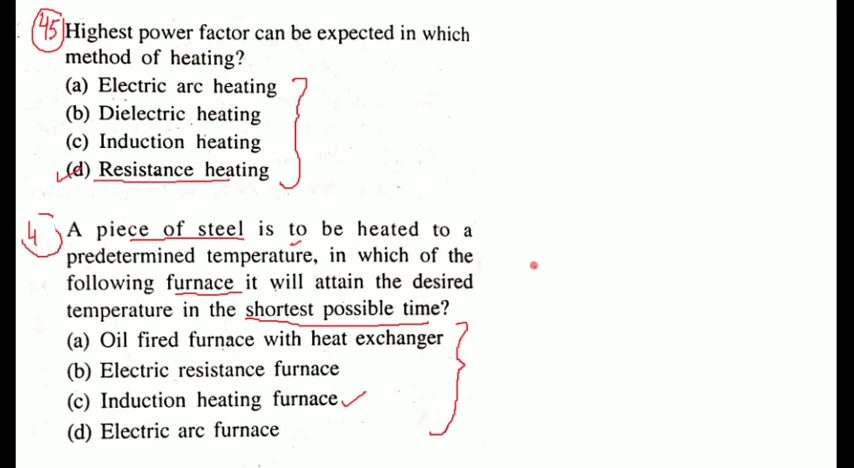 45 Highest power factor can be expected in which
method of heating?
(a) Electric arc heating
(b) Dielectric heating
(c) Induction heating
(d) Resistance heating
4 A piece of steel is to be heated to a
predetermined temperature, in which of the
following furnace it will attain the desired
temperature in the shortest possible time?
(a) Oil fired furnace with heat exchanger
(b) Electric resistance furnace
(c) Induction heating furnace
(d) Electric arc furnace